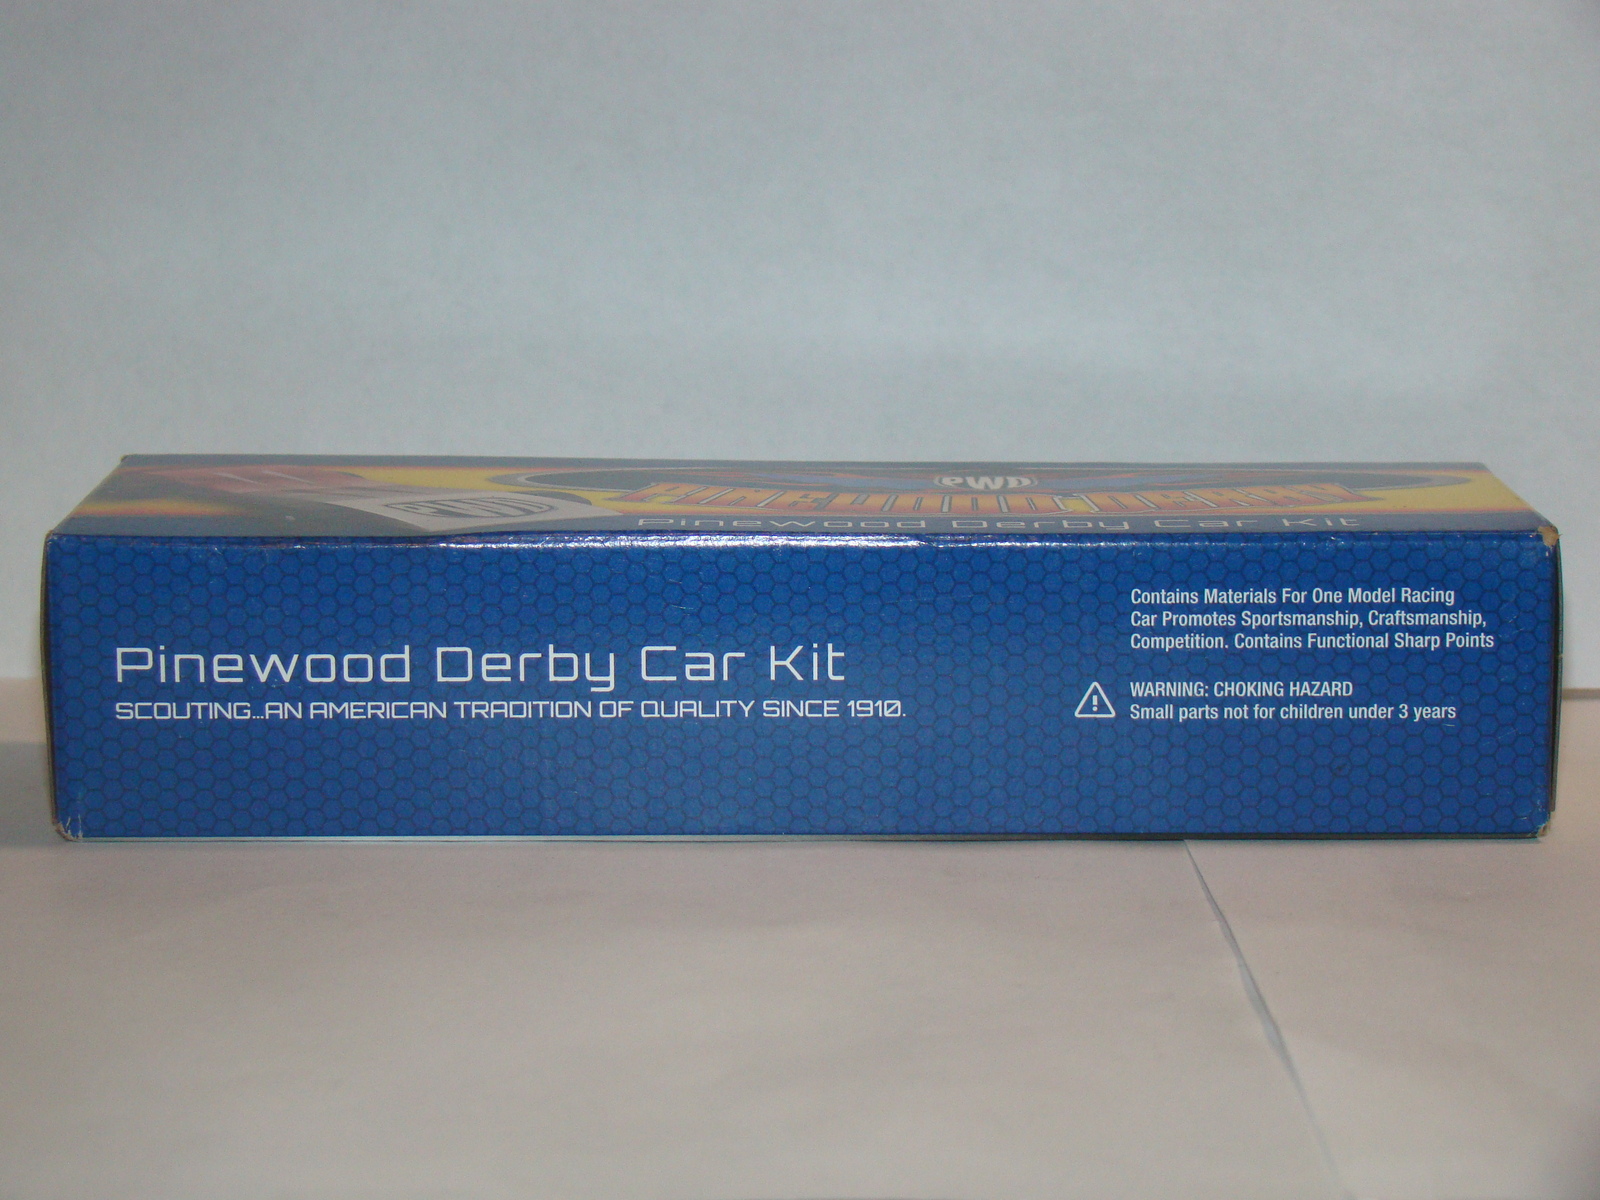 PWD
PINEWOOD DERBY
PWD
Pinewood Derby Car Kit
Contains Materials For One Model Racing
Car Promotes Sportsmanship, Craftsmanship,
Competition. Contains Functional Sharp Points
Pinewood Derby Car Kit
SCOUTING...AN AMERICAN TRADITION OF QUALITY SINCE 1910.
WARNING: CHOKING HAZARD
Small parts not for children under 3 years